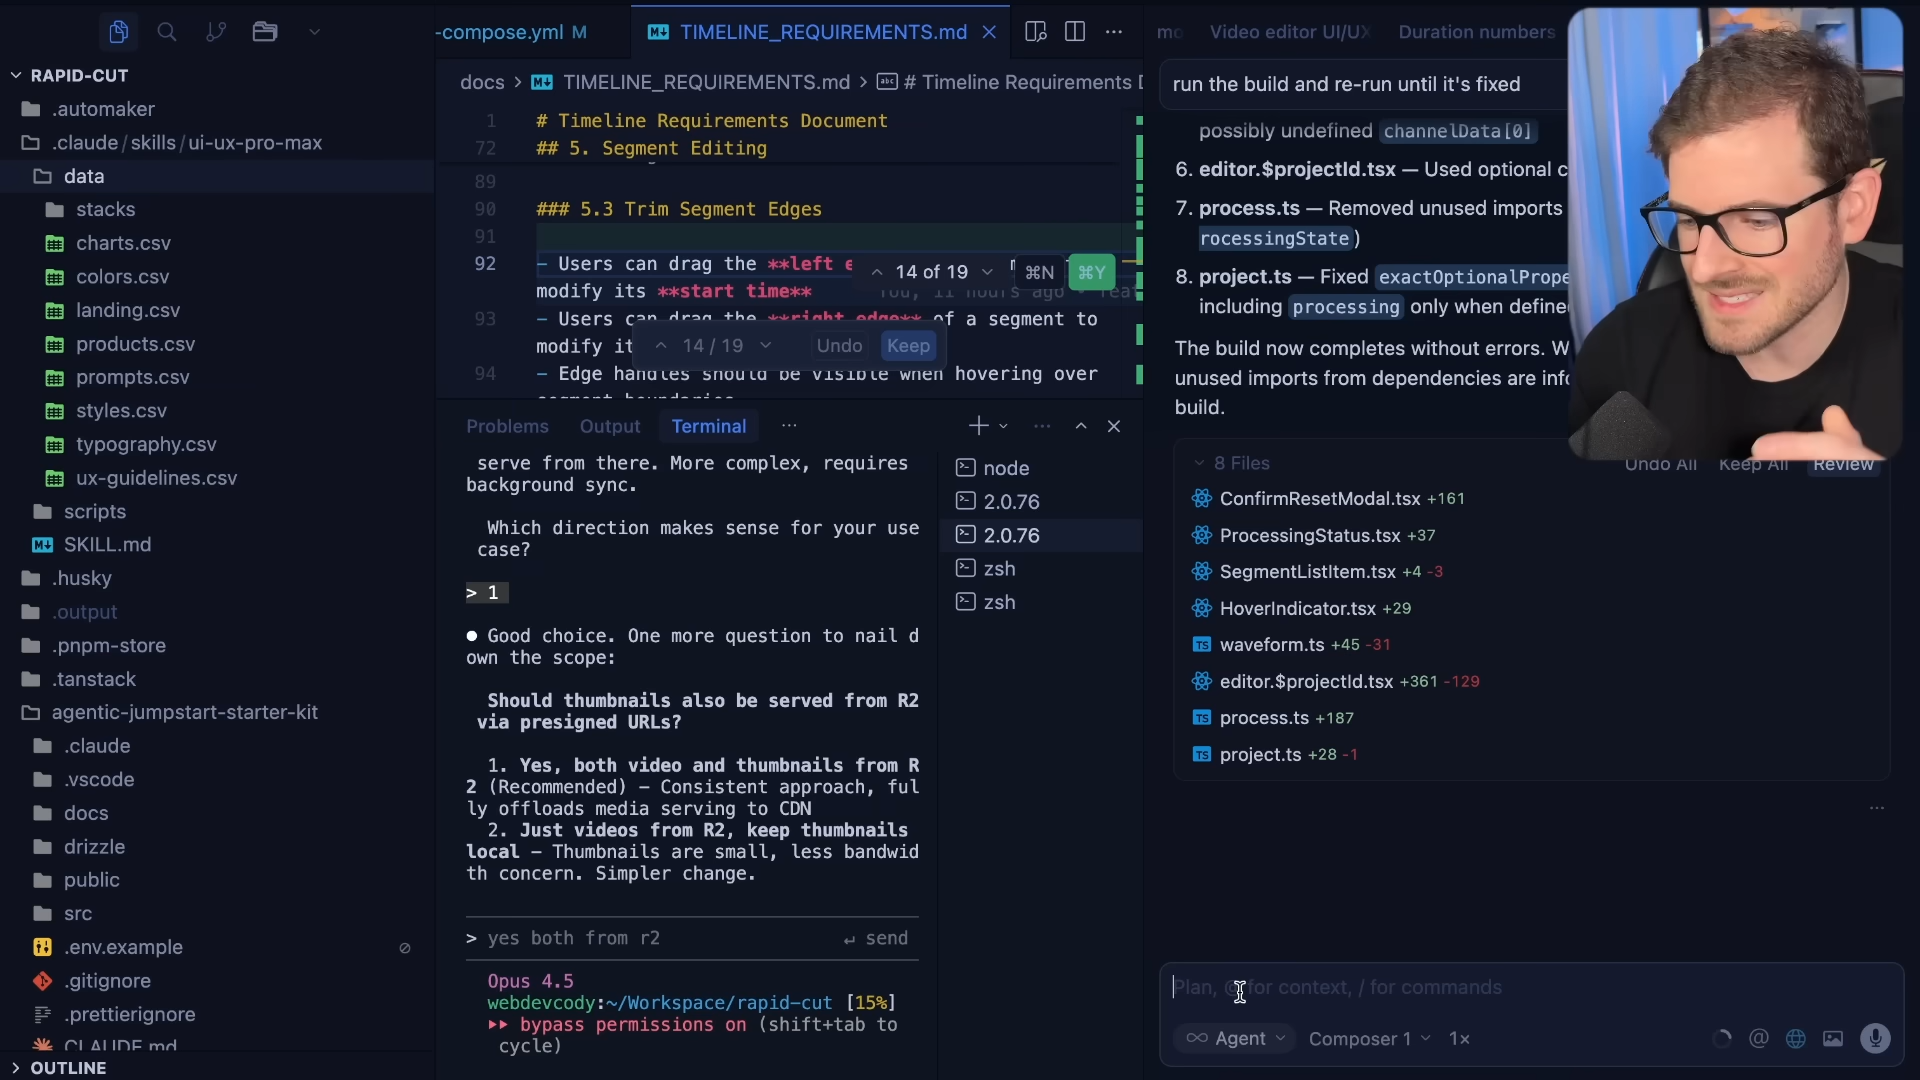 RAPID-CUT
.automaker
.claude/skills/ui-ux-pro-max
data
stacks
charts.csv
colors.csv
landing.csv
products.csv
prompts.csv
styles.csv
typography.csv
ux-guidelines.csv
scripts
SKILL.md
.husky
.output
.pnpm-store
.tanstack
agentic-jumpstart-starter-kit
.claude
.vscode
docs
drizzle
public
src
.env.example
.gitignore
.prettierignore
CLAUDE.md
OUTLINE
-compose.yml M
TIMELINE_REQUIREMENTS.md
docs > TIMELINE_REQUIREMENTS.md > # Timeline Requirements D
1 # Timeline Requirements Document
72 ## 5. Segment Editing
89
90 ### 5.3 Trim Segment Edges
91
92 - Users can drag the **left e
modify its **start time** You, 11 hours ago • feat
14 of 19 ⌘N ⌘Y
93 - Users can drag the **right edge** of a segment to
modify it
14 / 19 Undo Keep
94 - Edge handles should be visible when hovering over
segment boundaries.
Problems Output Terminal
serve from there. More complex, requires
background sync.
Which direction makes sense for your use
case?
> 1
● Good choice. One more question to nail d
own the scope:
Should thumbnails also be served from R2
via presigned URLs?
1. Yes, both video and thumbnails from R
2 (Recommended) – Consistent approach, ful
ly offloads media serving to CDN
2. Just videos from R2, keep thumbnails
local – Thumbnails are small, less bandwid
th concern. Simpler change.
> yes both from r2 ↵ send
Opus 4.5
webdevcody:~/Workspace/rapid-cut [15%]
▸▸ bypass permissions on (shift+tab to
cycle)
node
2.0.76
2.0.76
zsh
zsh
mo Video editor UI/UX Duration numbers
run the build and re-run until it's fixed
possibly undefined channelData[0]
6. editor.$projectId.tsx — Used optional c
7. process.ts — Removed unused imports
rocessingState)
8. project.ts — Fixed exactOptionalPrope
including processing only when define
The build now completes without errors. W
unused imports from dependencies are info
build.
8 Files Undo All Keep All Review
ConfirmResetModal.tsx +161
ProcessingStatus.tsx +37
SegmentListItem.tsx +4 -3
HoverIndicator.tsx +29
waveform.ts +45 -31
editor.$projectId.tsx +361 -129
process.ts +187
project.ts +28 -1
Plan, @ for context, / for commands
Agent Composer 1 1×